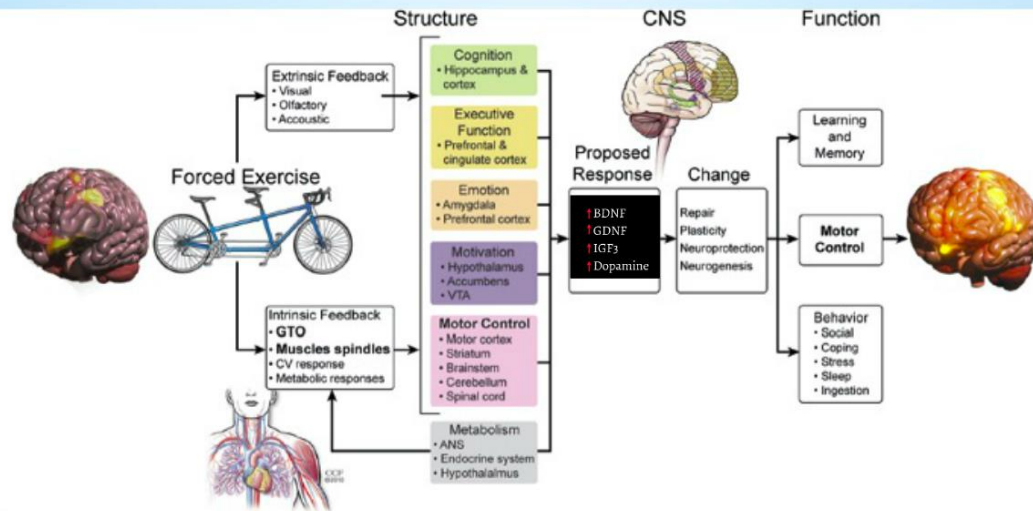 Structure
CNS
Function
Extrinsic Feedback
• Visual
• Olfactory
• Accoustic
Forced Exercise
Intrinsic Feedback
• GTO
• Muscles spindles
• CV response
• Metabolic responses
Cognition
• Hippocampus &
cortex
Executive
Function
• Prefrontal &
cingulate cortex
Emotion
• Amygdala
• Prefrontal cortex
Motivation
• Hypothalamus
• Accumbens
• VTA
Motor Control
• Motor cortex
• Striatum
• Brainstem
• Cerebellum
• Spinal cord
Metabolism
• ANS
• Endocrine system
• Hypothalmus
Proposed
Response
↑BDNF
↑GDNF
↑IGF3
↑Dopamine
Change
Repair
Plasticity
Neuroprotection
Neurogenesis
Learning
and
Memory
Motor
Control
Behavior
• Social
• Coping
• Stress
• Sleep
• Ingestion
CCF
©2010